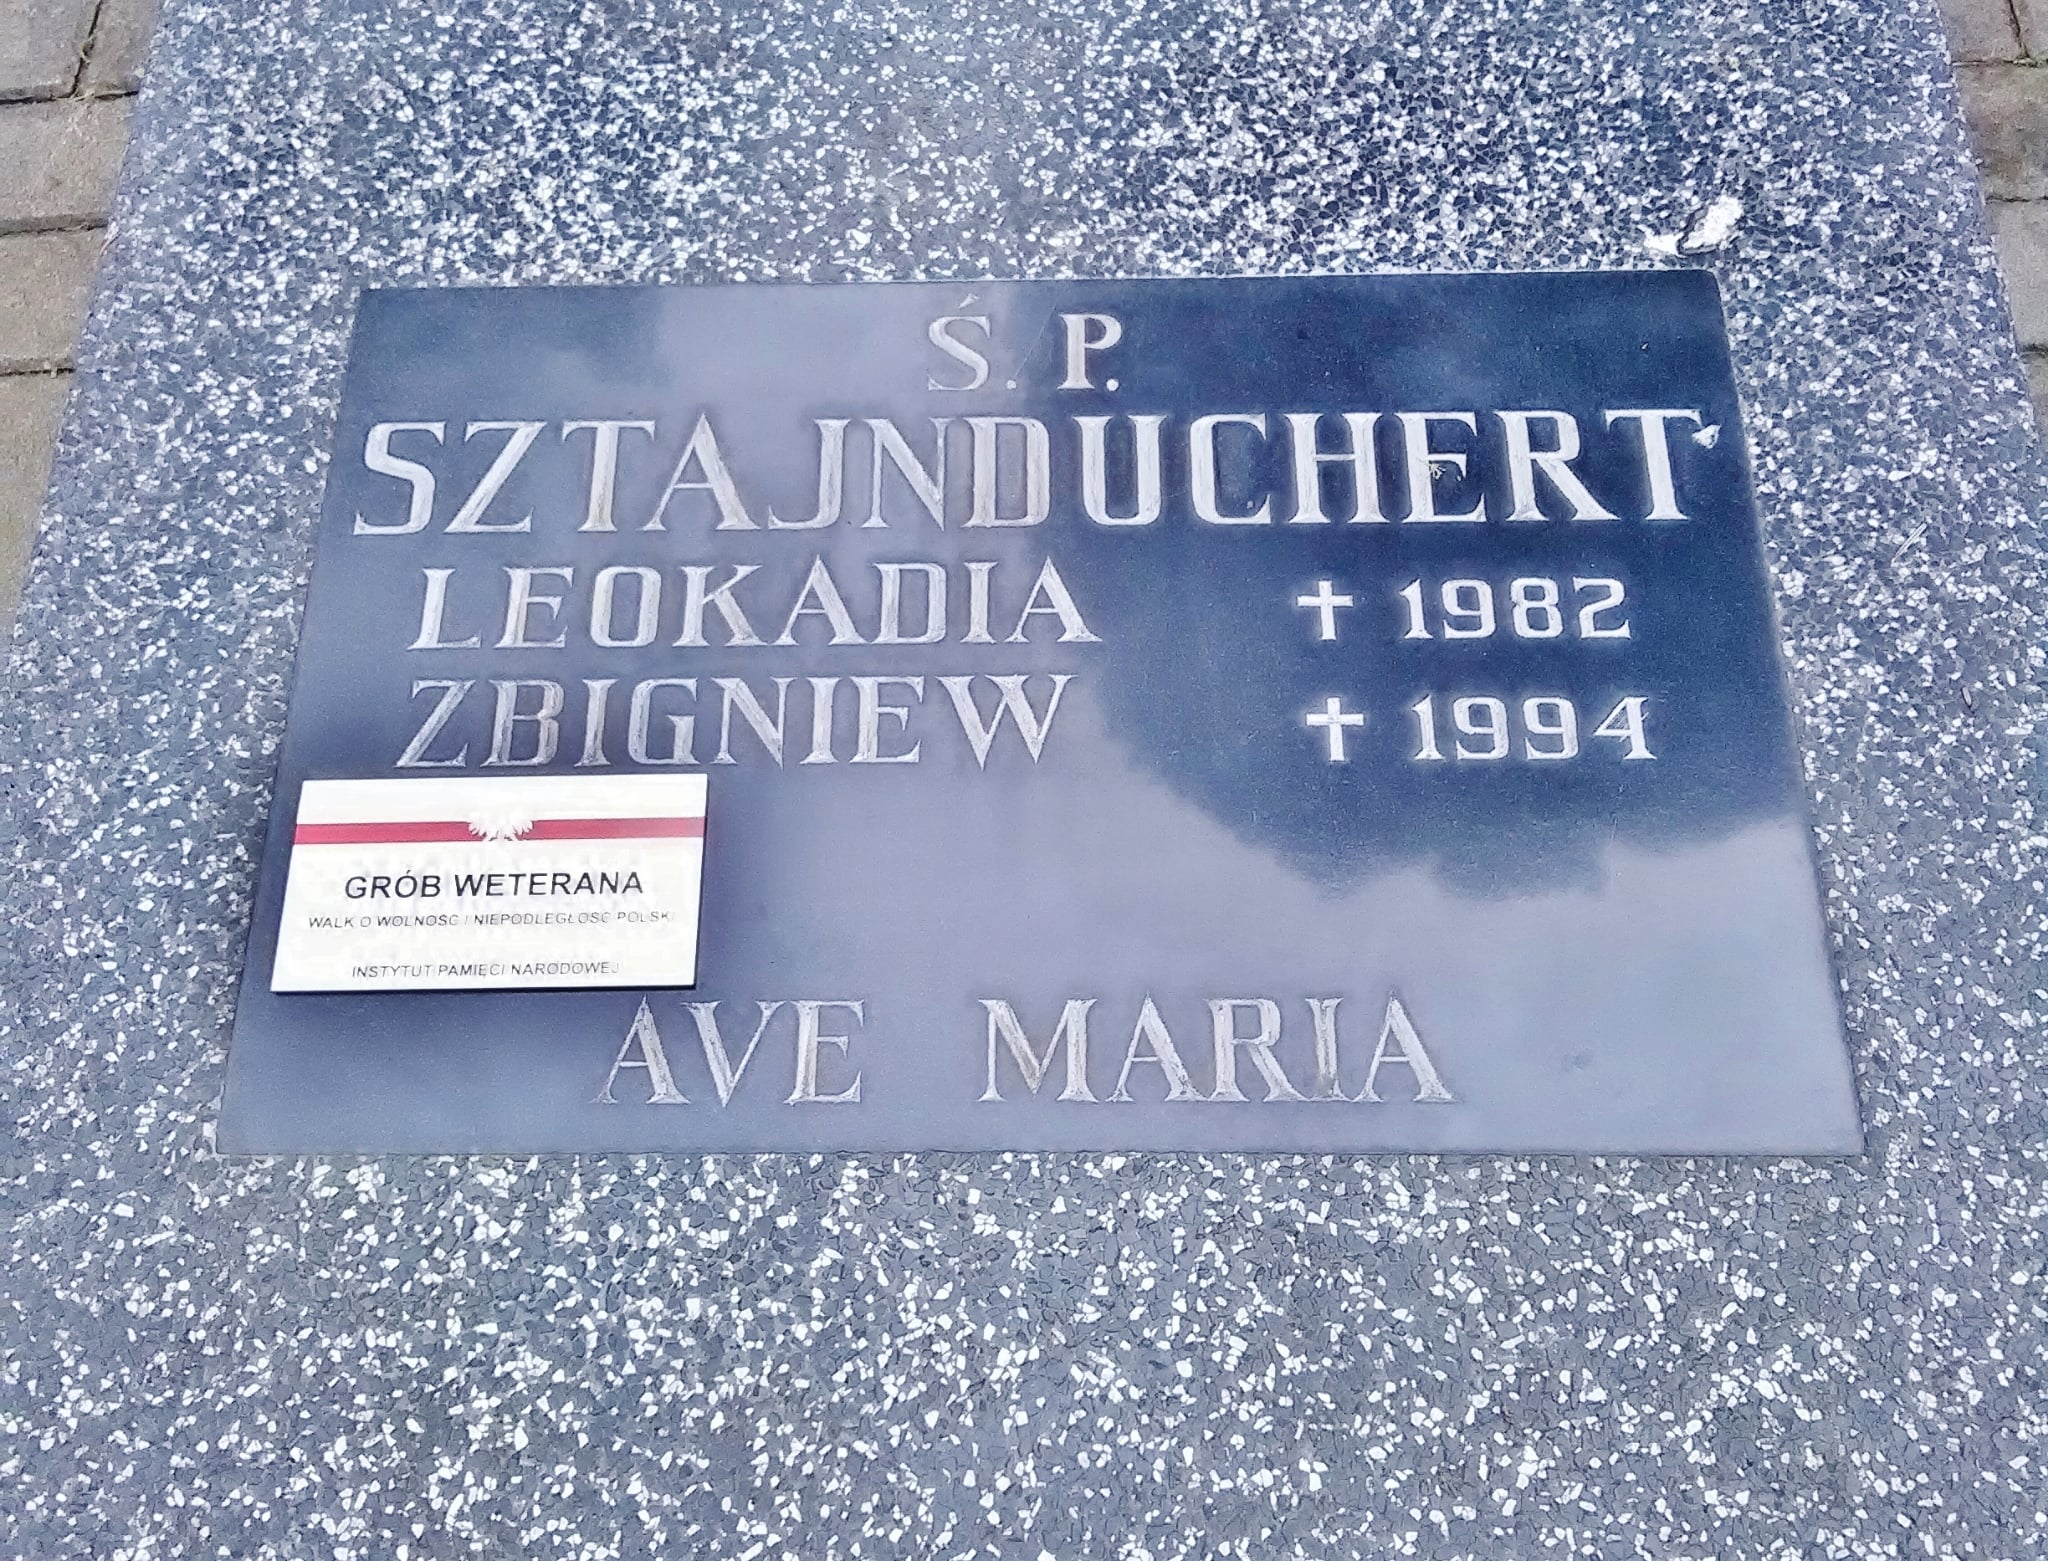 Ś. P.
SZTAJNDUCHERT
LEOKADIA † 1982
ZBIGNIEW † 1994
GRÓB WETERANA
WALK O WOLNOŚĆ I NIEPODLEGŁOŚĆ POLSKI
INSTYTUT PAMIĘCI NARODOWEJ
AVE MARIA